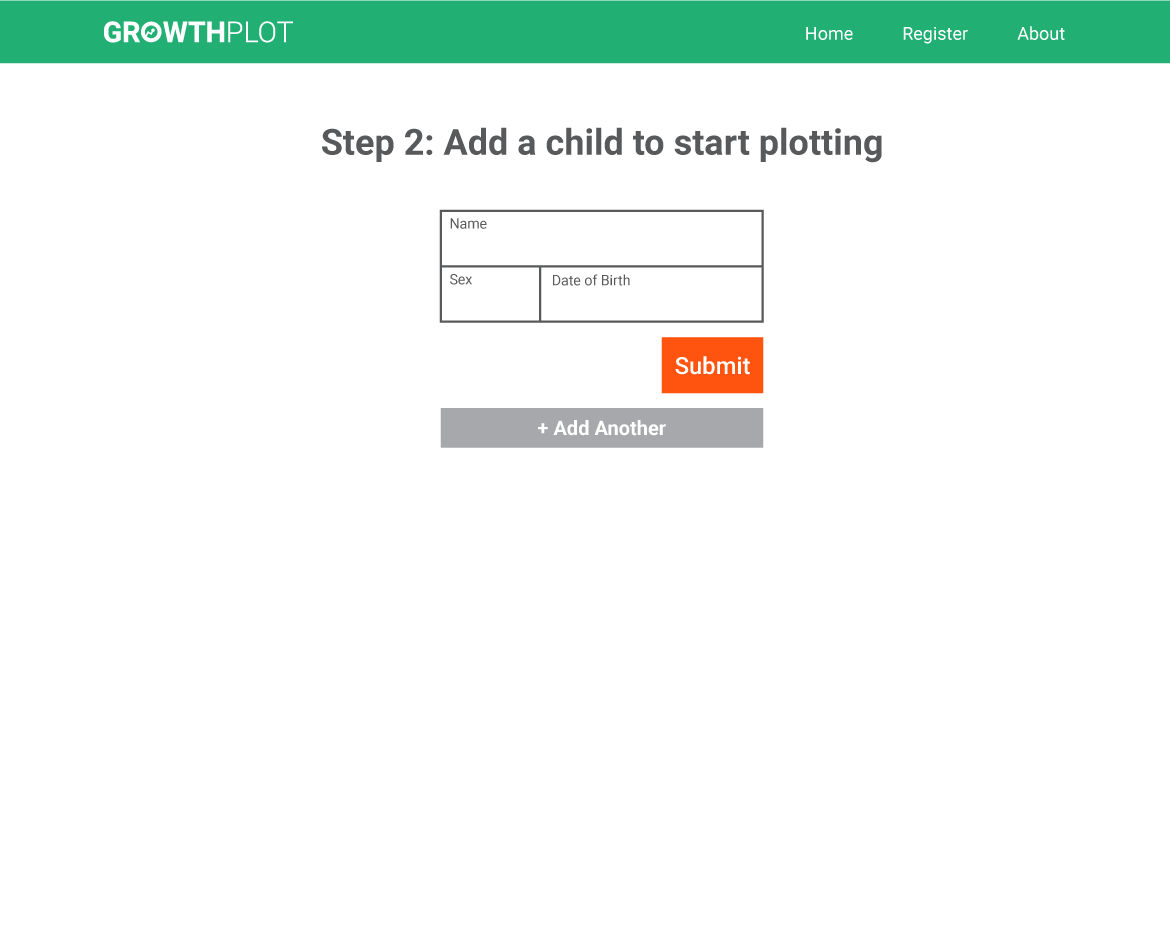 GROWTHPLOT Home Register About
Step 2: Add a child to start plotting
Name
Sex Date of Birth
Submit
+ Add Another